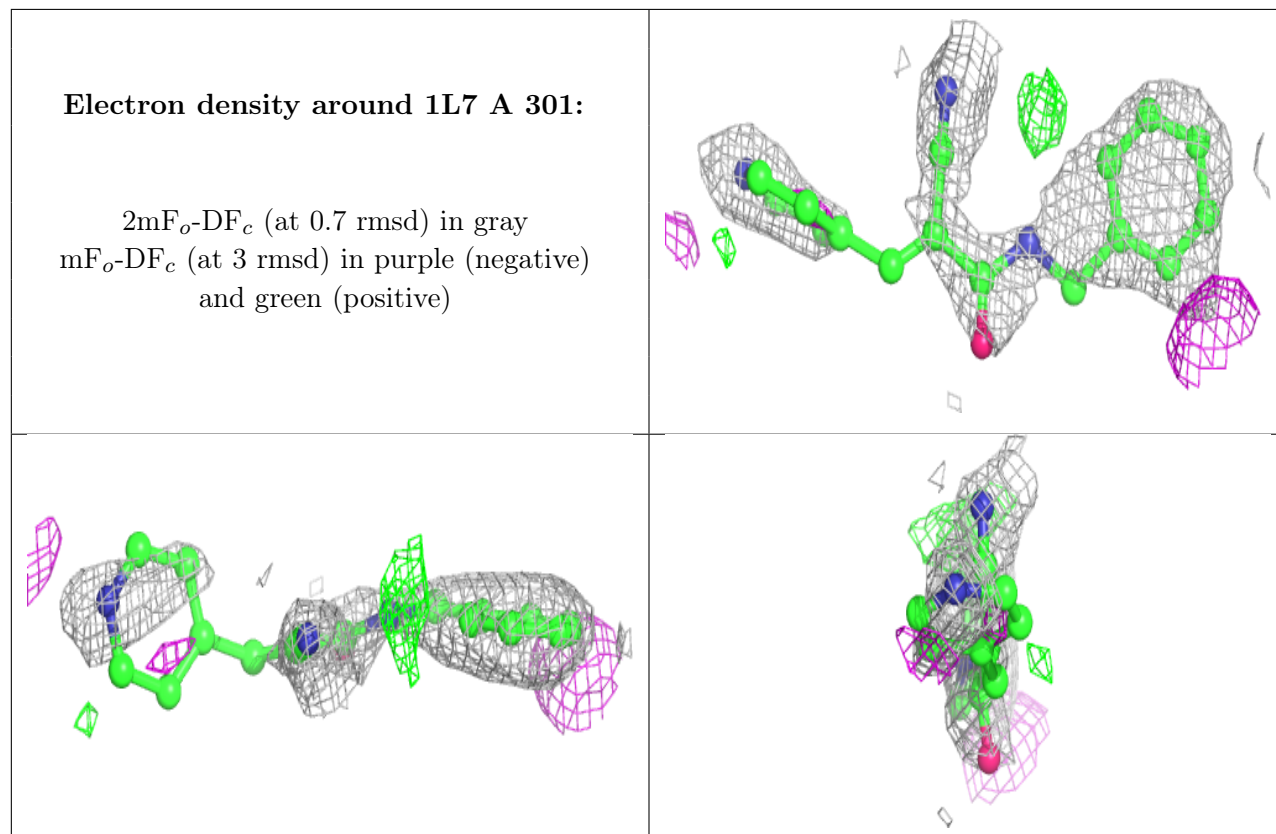 Electron density around 1L7 A 301:
2mFₒ-DF𝑐 (at 0.7 rmsd) in gray
mFₒ-DF𝑐 (at 3 rmsd) in purple (negative)
and green (positive)